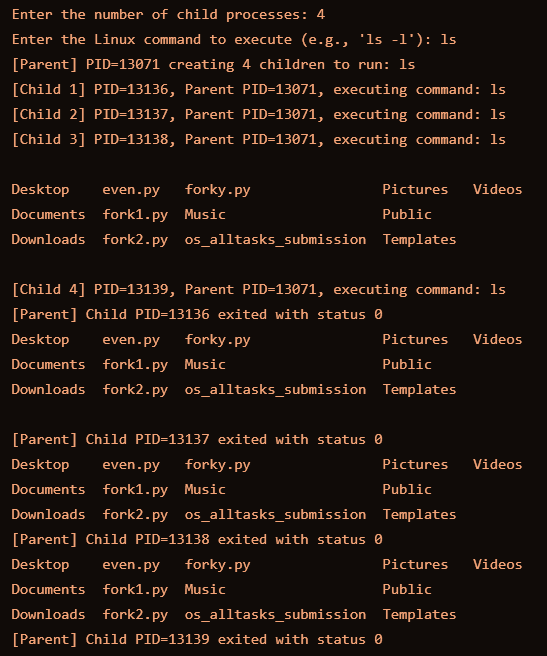 Enter the number of child processes: 4
Enter the Linux command to execute (e.g., 'ls -l'): ls
[Parent] PID=13071 creating 4 children to run: ls
[Child 1] PID=13136, Parent PID=13071, executing command: ls
[Child 2] PID=13137, Parent PID=13071, executing command: ls
[Child 3] PID=13138, Parent PID=13071, executing command: ls

Desktop    even.py   forky.py                Pictures   Videos
Documents  fork1.py  Music                   Public
Downloads  fork2.py  os_alltasks_submission  Templates

[Child 4] PID=13139, Parent PID=13071, executing command: ls
[Parent] Child PID=13136 exited with status 0
Desktop    even.py   forky.py                Pictures   Videos
Documents  fork1.py  Music                   Public
Downloads  fork2.py  os_alltasks_submission  Templates

[Parent] Child PID=13137 exited with status 0
Desktop    even.py   forky.py                Pictures   Videos
Documents  fork1.py  Music                   Public
Downloads  fork2.py  os_alltasks_submission  Templates
[Parent] Child PID=13138 exited with status 0
Desktop    even.py   forky.py                Pictures   Videos
Documents  fork1.py  Music                   Public
Downloads  fork2.py  os_alltasks_submission  Templates
[Parent] Child PID=13139 exited with status 0